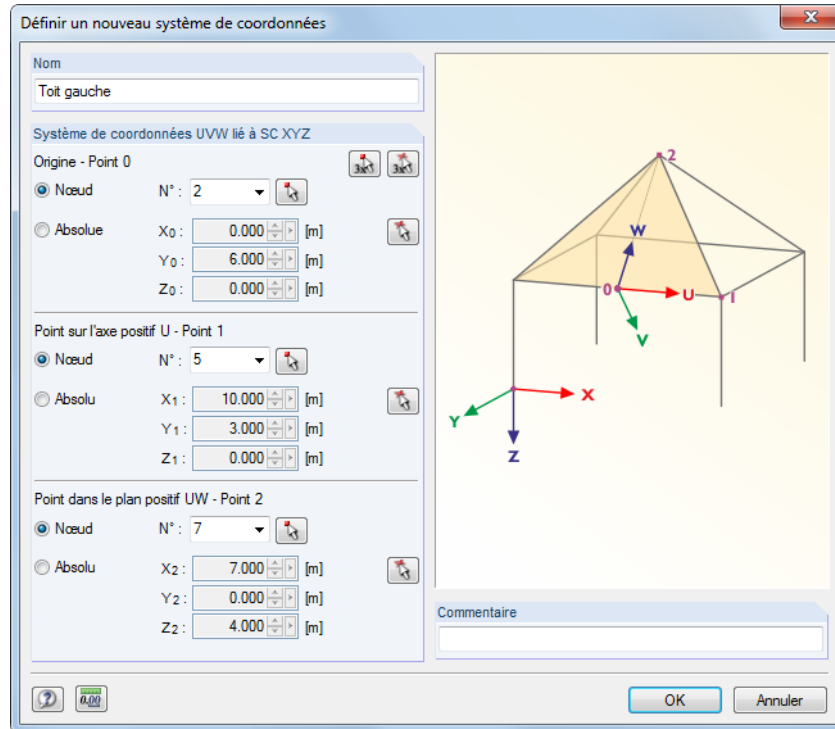 Définir un nouveau système de coordonnées
Nom
Toit gauche
Système de coordonnées UVW lié à SC XYZ
Origine - Point 0
3x
3x
Nœud N° : 2
Absolue X0 : 0.000 [m]
Y0 : 6.000 [m]
Z0 : 0.000 [m]
Point sur l'axe positif U - Point 1
Nœud N° : 5
Absolu X1 : 10.000 [m]
Y1 : 3.000 [m]
Z1 : 0.000 [m]
Point dans le plan positif UW - Point 2
Nœud N° : 7
Absolu X2 : 7.000 [m]
Y2 : 0.000 [m]
Z2 : 4.000 [m]
2
W
0
U
1
V
X
Y
Z
Commentaire
0.00
OK
Annuler